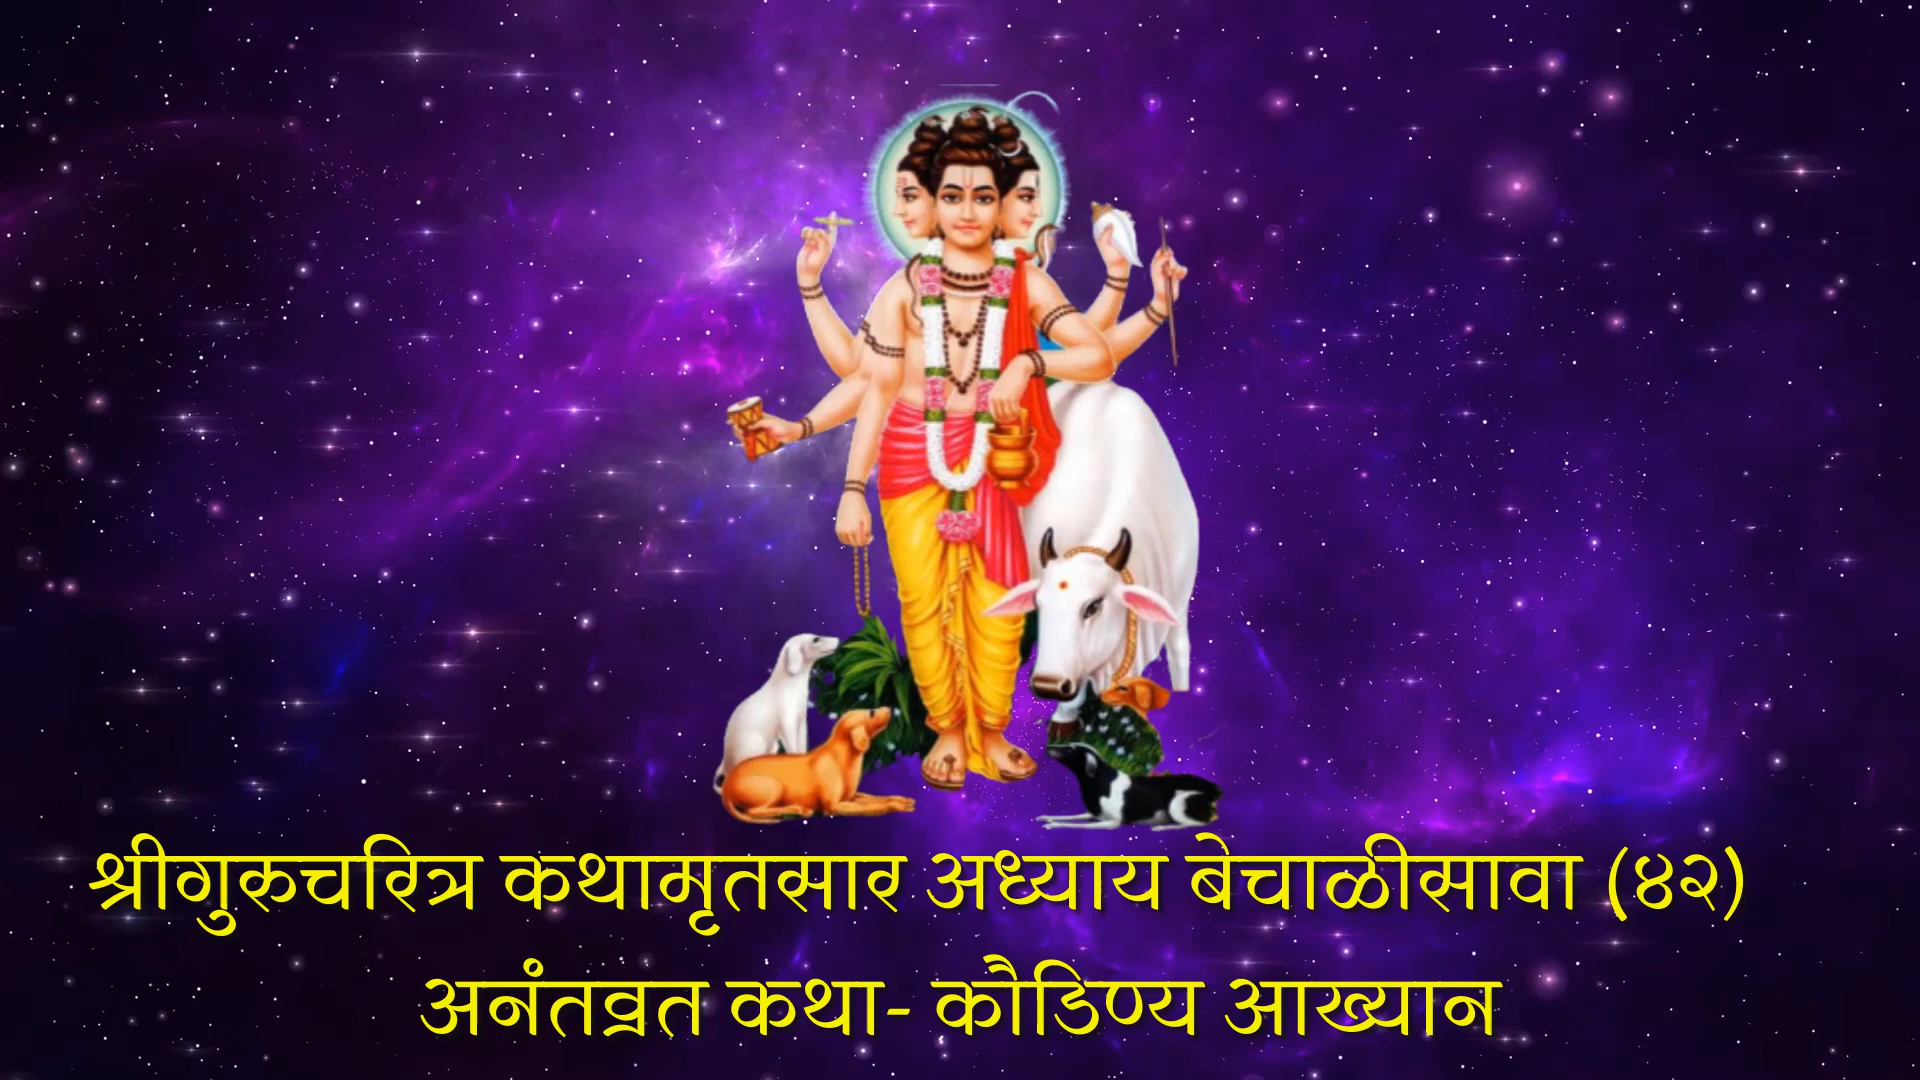 श्रीगुरुचरित्र कथामृतसार अध्याय बेचाळीसावा (४२)
अनंतव्रत कथा- कौडिण्य आख्यान